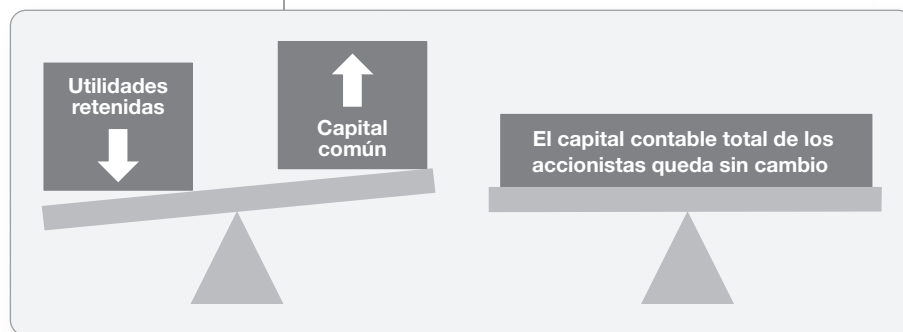 Utilidades
retenidas
Capital
común
El capital contable total de los
accionistas queda sin cambio